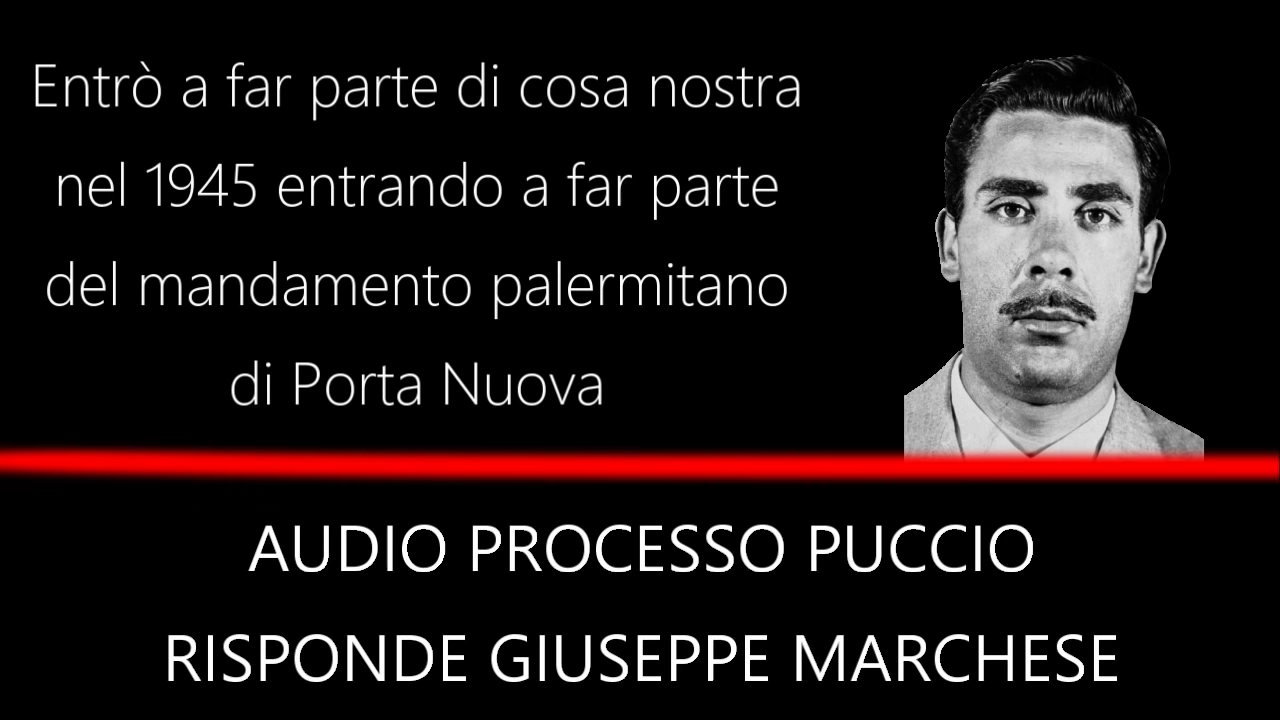 Entrò a far parte di cosa nostra
nel 1945 entrando a far parte
del mandamento palermitano
di Porta Nuova
AUDIO PROCESSO PUCCIO
RISPONDE GIUSEPPE MARCHESE